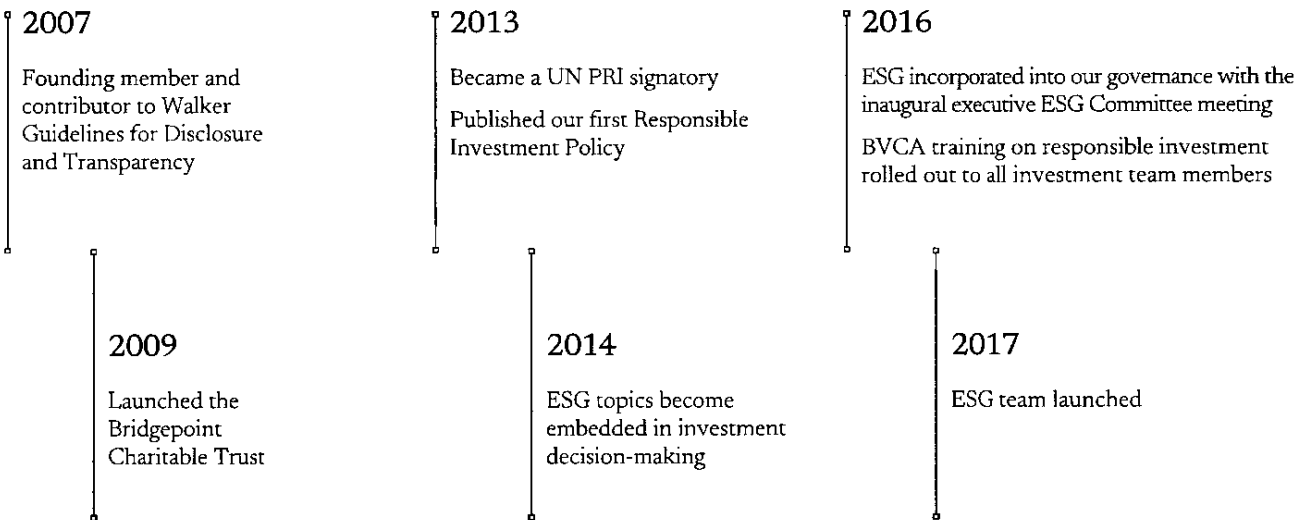 2007
Founding member and
contributor to Walker
Guidelines for Disclosure
and Transparency
2009
Launched the
Bridgepoint
Charitable Trust
2013
Became a UN PRI signatory
Published our first Responsible
Investment Policy
2014
ESG topics become
embedded in investment
decision-making
2016
ESG incorporated into our governance with the
inaugural executive ESG Committee meeting
BVCA training on responsible investment
rolled out to all investment team members
2017
ESG team launched